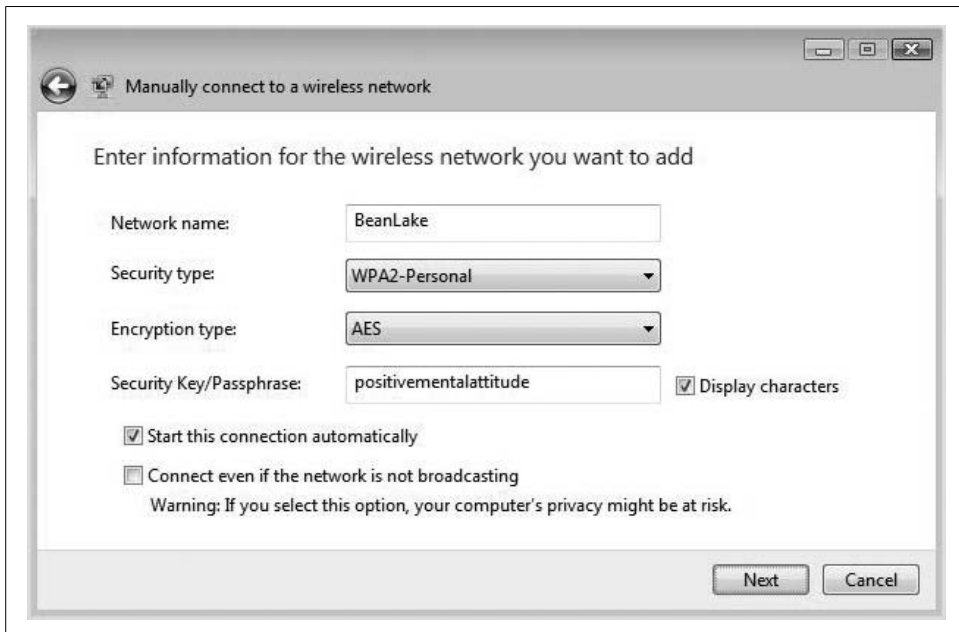 Manually connect to a wireless network
Enter information for the wireless network you want to add
Network name: BeanLake
Security type: WPA2-Personal
Encryption type: AES
Security Key/Passphrase: positivementalattitude Display characters
Start this connection automatically
Connect even if the network is not broadcasting
Warning: If you select this option, your computer's privacy might be at risk.
Next Cancel